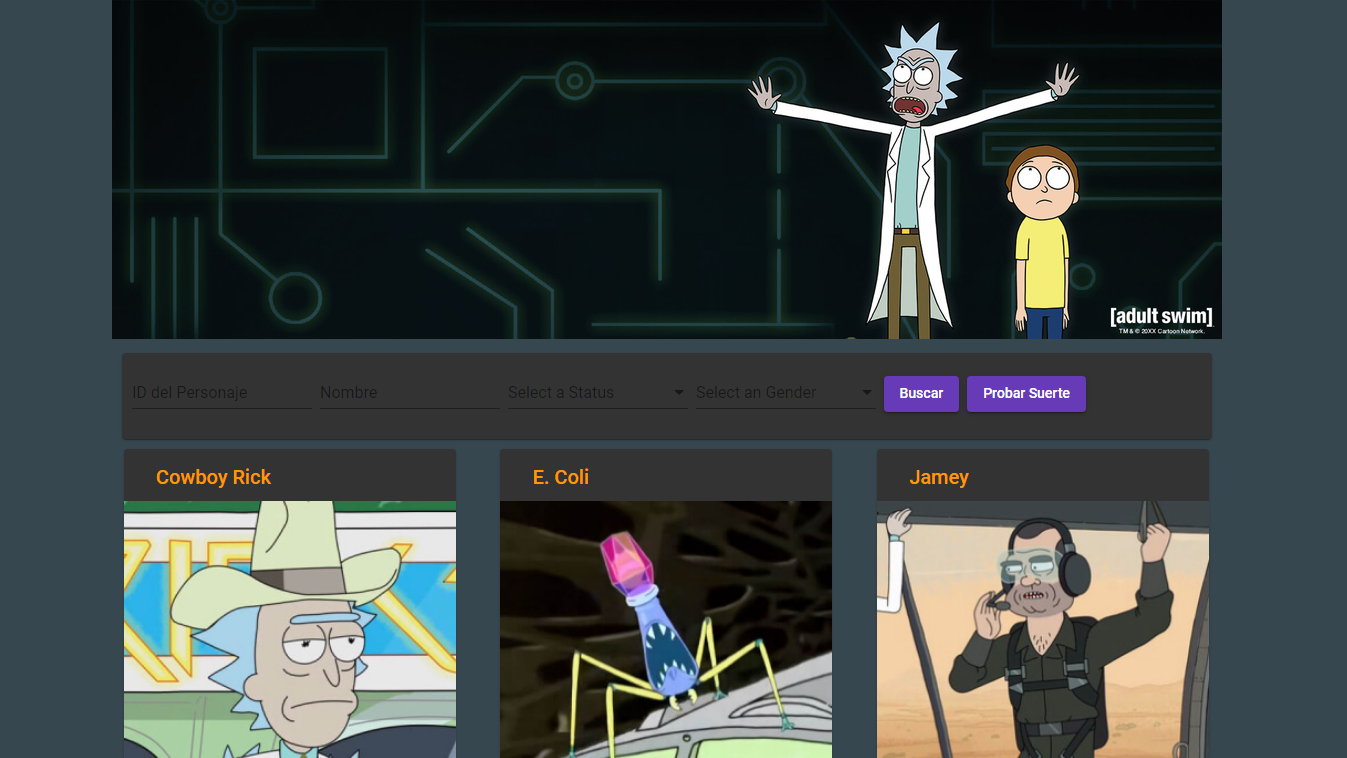 [adult swim]
TM & © 20XX Cartoon Network.
ID del Personaje
Nombre
Select a Status
Select an Gender
Buscar
Probar Suerte
Cowboy Rick
E. Coli
Jamey